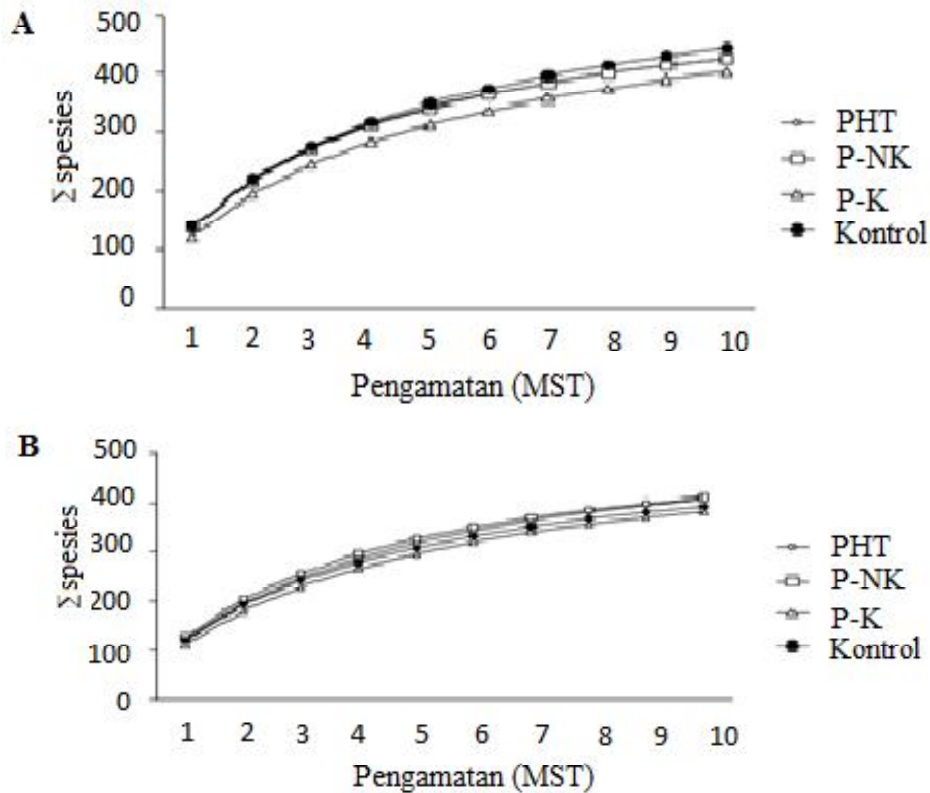 A
500
400
300
200
100
0
Σ spesies
1 2 3 4 5 6 7 8 9 10
Pengamatan (MST)
PHT
P-NK
P-K
Kontrol
B
500
400
300
200
100
0
Σ spesies
1 2 3 4 5 6 7 8 9 10
Pengamatan (MST)
PHT
P-NK
P-K
Kontrol